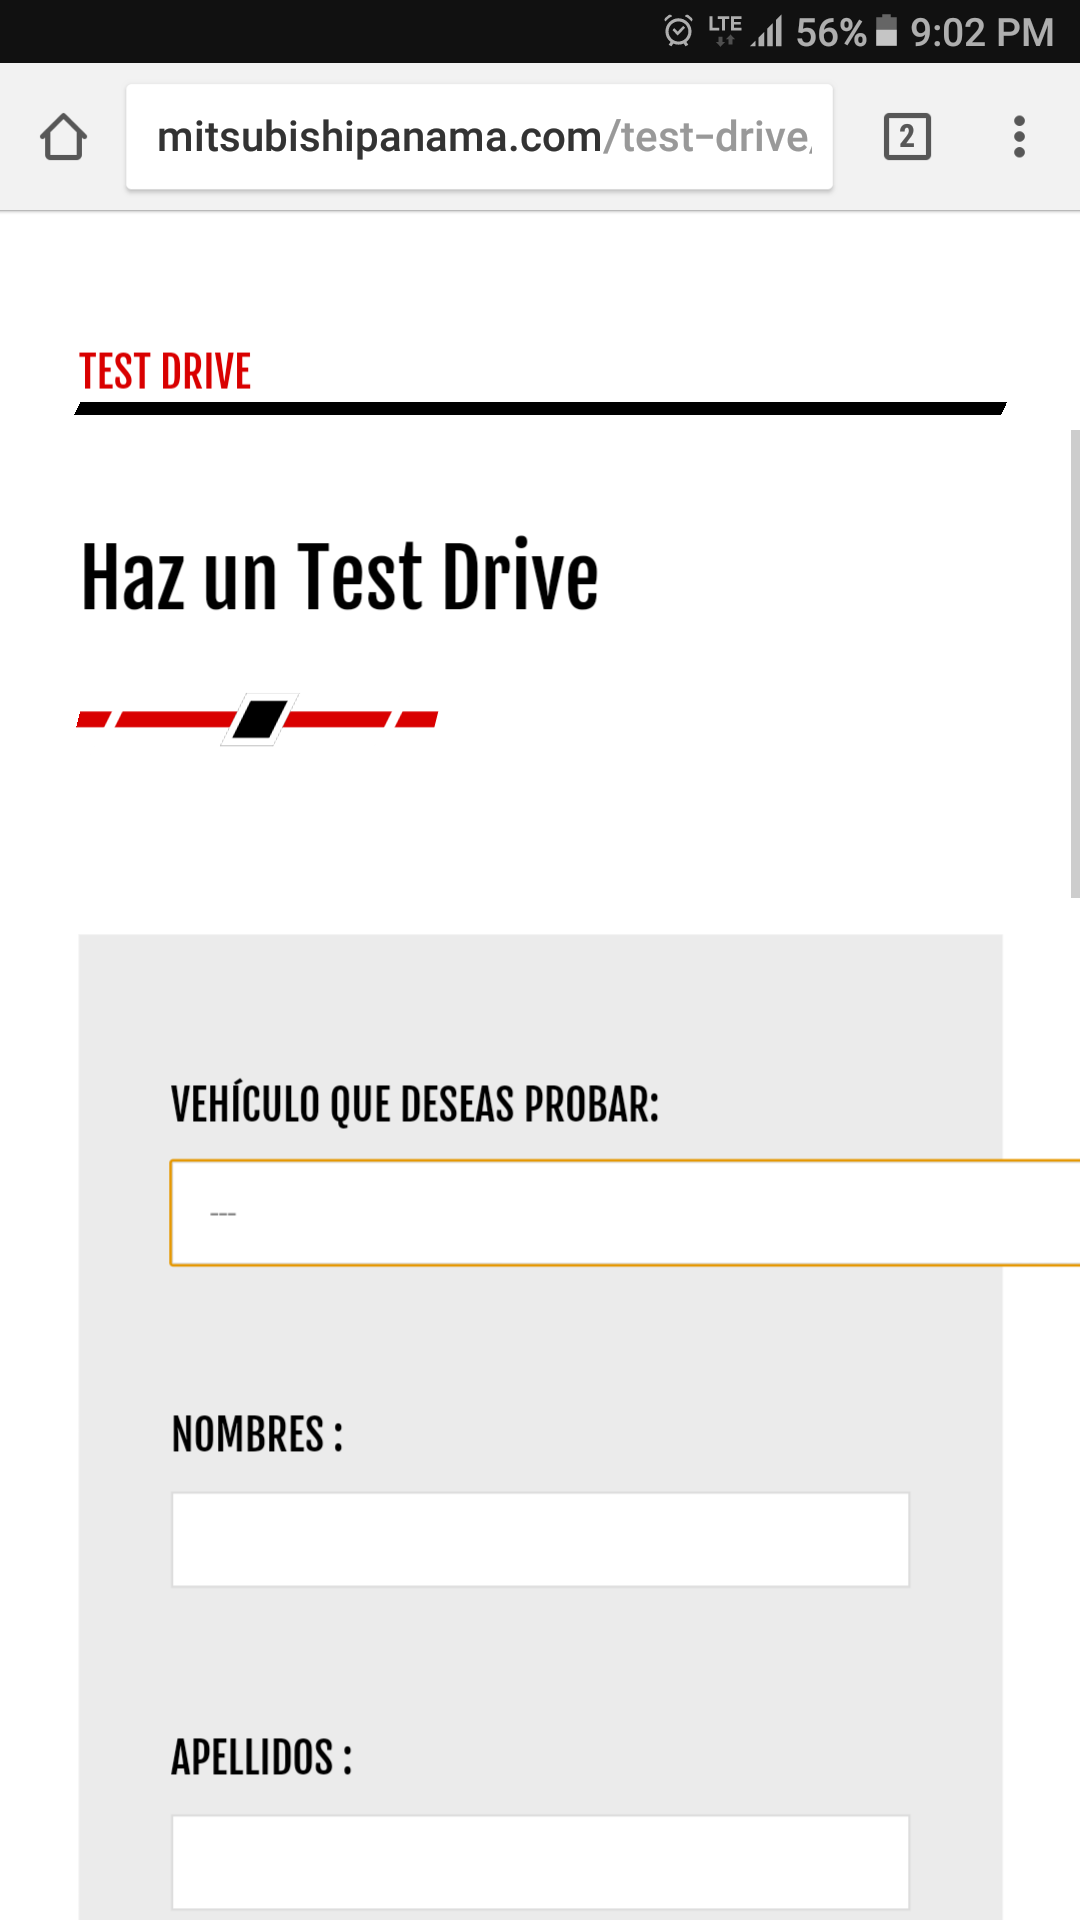 LTE 56% 9:02 PM
mitsubishipanama.com/test-drive
2
TEST DRIVE
Haz un Test Drive
VEHÍCULO QUE DESEAS PROBAR:
---
NOMBRES :
APELLIDOS :